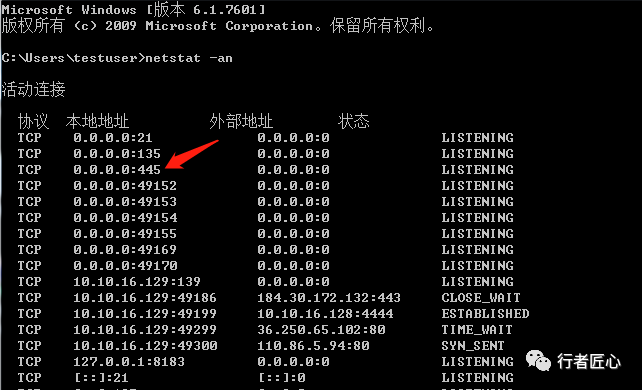 Microsoft Windows [版本 6.1.7601]
版权所有 (c) 2009 Microsoft Corporation。保留所有权利。
C:\Users\testuser>netstat -an
活动连接
协议 本地地址 外部地址 状态
TCP 0.0.0.0:21 0.0.0.0:0 LISTENING
TCP 0.0.0.0:135 0.0.0.0:0 LISTENING
TCP 0.0.0.0:445 0.0.0.0:0 LISTENING
TCP 0.0.0.0:49152 0.0.0.0:0 LISTENING
TCP 0.0.0.0:49153 0.0.0.0:0 LISTENING
TCP 0.0.0.0:49154 0.0.0.0:0 LISTENING
TCP 0.0.0.0:49155 0.0.0.0:0 LISTENING
TCP 0.0.0.0:49169 0.0.0.0:0 LISTENING
TCP 0.0.0.0:49170 0.0.0.0:0 LISTENING
TCP 10.10.16.129:139 0.0.0.0:0 LISTENING
TCP 10.10.16.129:49186 184.30.172.132:443 CLOSE_WAIT
TCP 10.10.16.129:49199 10.10.16.128:4444 ESTABLISHED
TCP 10.10.16.129:49299 36.250.65.102:80 TIME_WAIT
TCP 10.10.16.129:49300 110.86.5.94:80 SYN_SENT
TCP 127.0.0.1:8183 0.0.0.0:0 LISTENING
TCP [::]:21 [::]:0 LISTENING
行者匠心